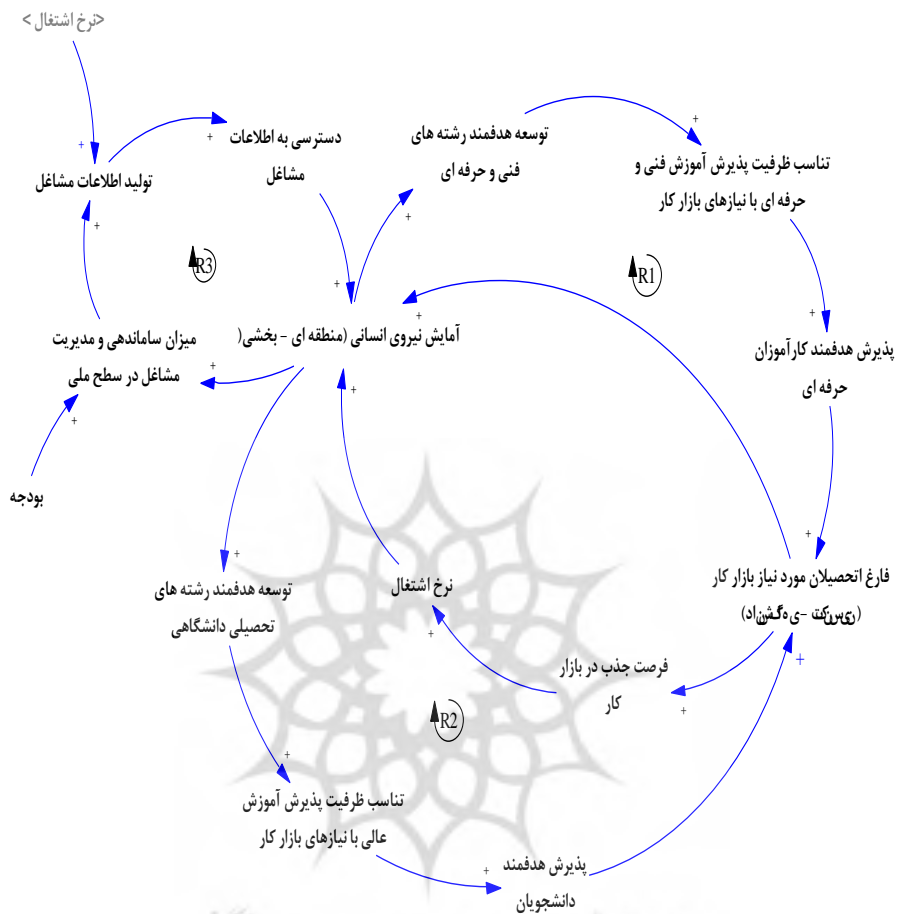 <نرخ اشتغال>
تولید اطلاعات مشاغل
دسترسی به اطلاعات
مشاغل
توسعه هدفمند رشته های
فنی و حرفه ای
تناسب ظرفیت پذیرش آموزش فنی و
حرفه ای با نیازهای بازار کار
R3
R1
آمایش نیروی انسانی (منطقه ای - بخشی(
میزان ساماندهی و مدیریت
مشاغل در سطح ملی
پذیرش هدفمند کارآموزان
حرفه ای
بودجه
فارغ اتحصیلان مورد نیاز بازار کار
نرخ اشتغال
توسعه هدفمند رشته های
تحصیلی دانشگاهی
فرصت جذب در بازار
کار
R2
تناسب ظرفیت پذیرش آموزش
عالی با نیازهای بازار کار
پذیرش هدفمند
دانشجویان